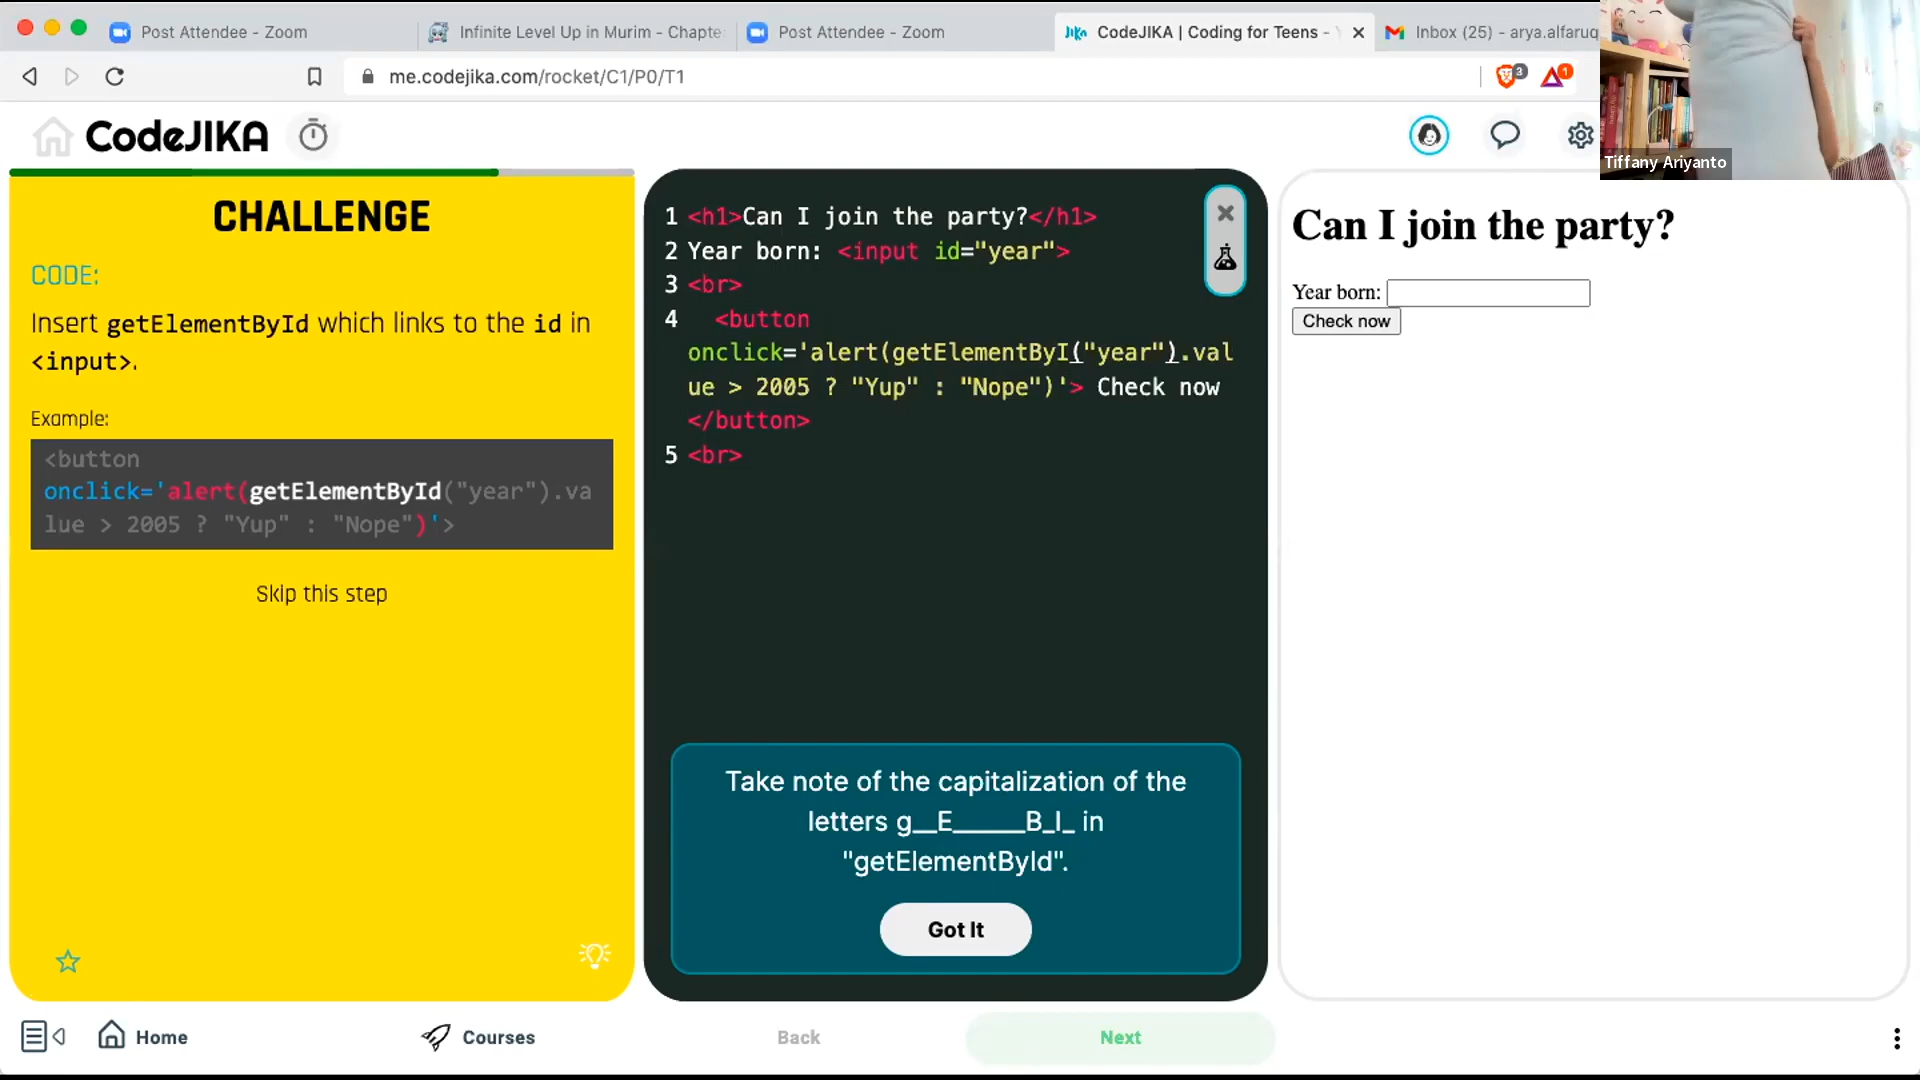 Post Attendee - Zoom
Infinite Level Up in Murim - Chapte
Post Attendee - Zoom
JIKA
CodeJIKA | Coding for Teens -
Inbox (25) - arya.alfaruq
me.codejika.com/rocket/C1/P0/T1
3
1
CodeJIKA
Tiffany Ariyanto
CHALLENGE
CODE:
Insert getElementById which links to the id in
<input>.
Example:
<button
onclick='alert(getElementById("year").va
lue > 2005 ? "Yup" : "Nope")'>
Skip this step
1 <h1>Can I join the party?</h1>
2 Year born: <input id="year">
3 <br>
4 <button
onclick='alert(getElementByI("year").val
ue > 2005 ? "Yup" : "Nope")'> Check now
</button>
5 <br>
Take note of the capitalization of the
letters g__E______B_I_ in
"getElementById".
Got It
Can I join the party?
Year born:
Check now
Home
Courses
Back
Next